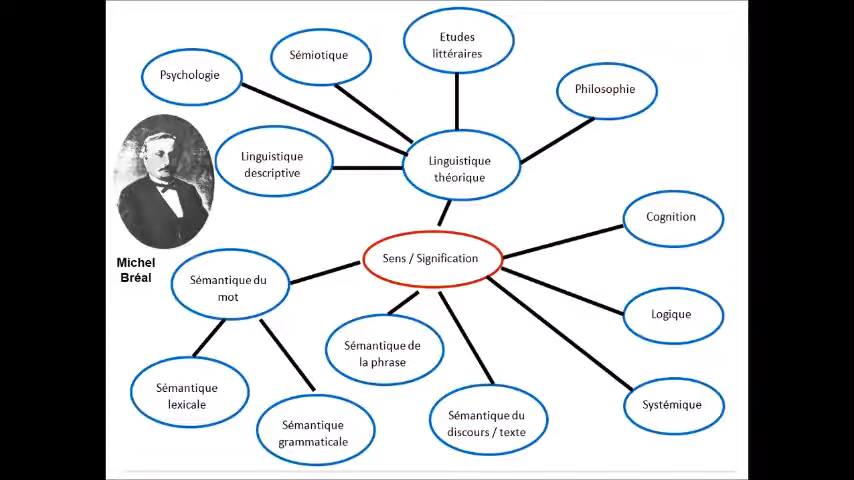 Etudes
littéraires
Sémiotique
Psychologie
Philosophie
Linguistique
descriptive
Linguistique
théorique
Cognition
Michel
Bréal
Sens / Signification
Sémantique du
mot
Logique
Sémantique de
la phrase
Sémantique
lexicale
Systémique
Sémantique
grammaticale
Sémantique du
discours / texte